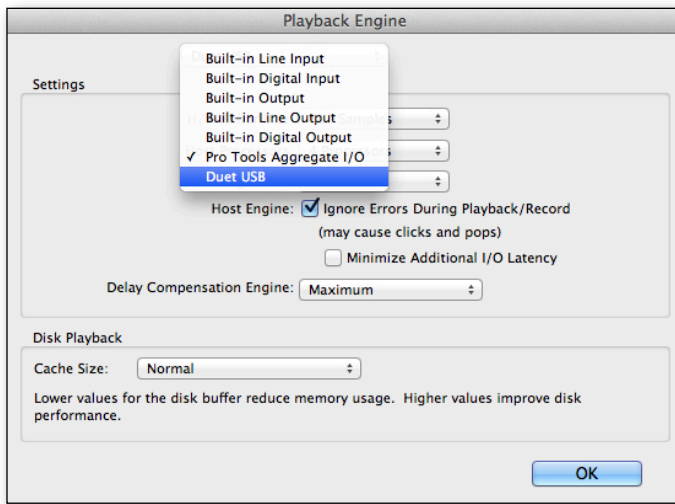 Playback Engine
Built-in Line Input
Built-in Digital Input
Settings
Built-in Output
Built-in Line Output
Samples
Built-in Digital Output
✓ Pro Tools Aggregate I/O
Duet USB
Host Engine: Ignore Errors During Playback/Record
(may cause clicks and pops)
Minimize Additional I/O Latency
Delay Compensation Engine: Maximum
Disk Playback
Cache Size: Normal
Lower values for the disk buffer reduce memory usage. Higher values improve disk
performance.
OK